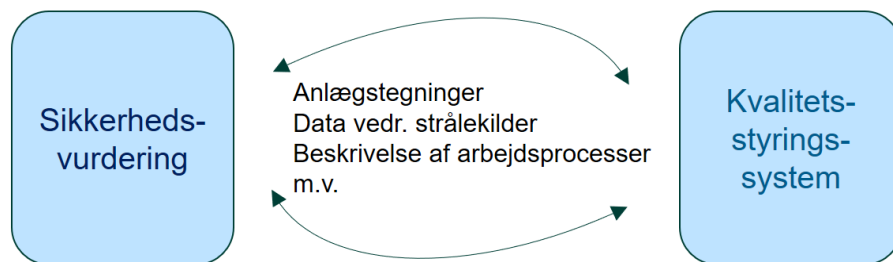 Sikkerheds-
vurdering
Anlægstegninger
Data vedr. strålekilder
Beskrivelse af arbejdsprocesser
m.v.
Kvalitets-
styrings-
system